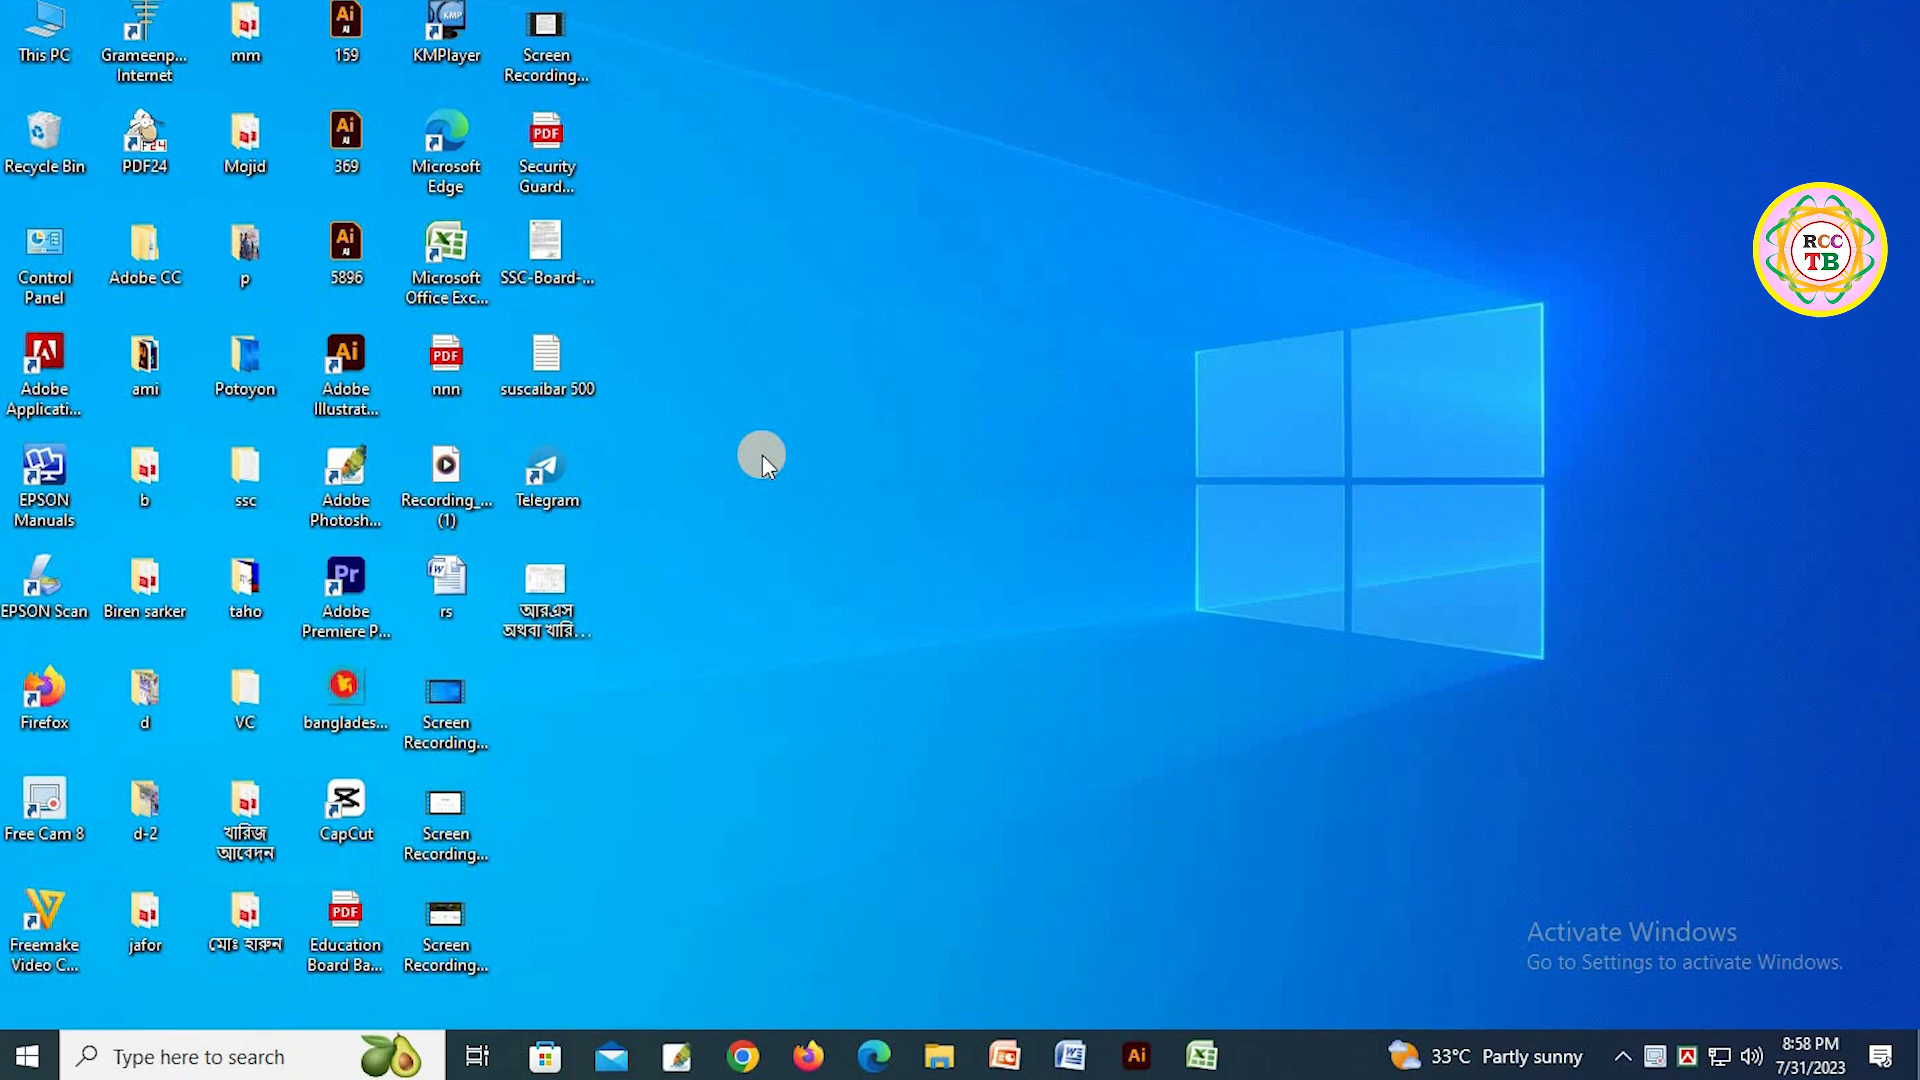 This PC
Grameenp...
Internet
mm
159
KMPlayer
Screen
Recording...
Recycle Bin
PDF24
Mojid
369
Microsoft
Edge
Security
Guard...
Control
Panel
Adobe CC
p
5896
Microsoft
Office Exc...
SSC-Board-...
Adobe
Applicati...
ami
Potoyon
Adobe
Illustrat...
nnn
suscaibar 500
EPSON
Manuals
b
ssc
Adobe
Photosh...
Recording_...
(1)
Telegram
EPSON Scan
Biren sarker
taho
Adobe
Premiere P...
rs
আরএস
অথবা খারি...
Firefox
d
VC
banglades...
Screen
Recording...
Free Cam 8
d-2
খারিজ
আবেদন
CapCut
Screen
Recording...
Freemake
Video C...
jafor
মোঃ হারুন
Education
Board Ba...
Screen
Recording...
RCC
TB
Activate Windows
Go to Settings to activate Windows.
Type here to search
33°C Partly sunny
8:58 PM
7/31/2023